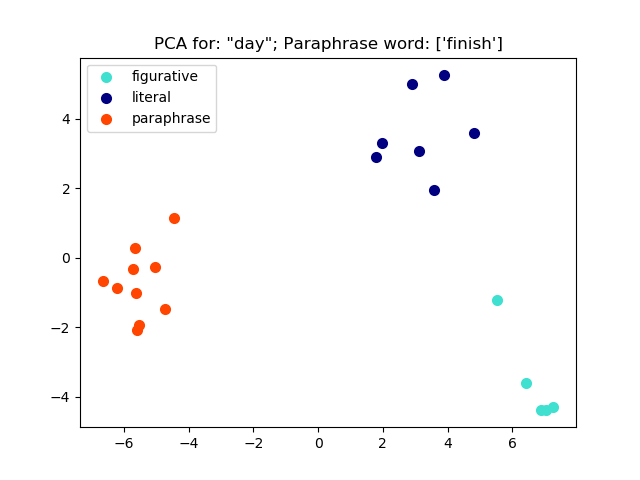 PCA for: "day"; Paraphrase word: ['finish']
figurative
literal
paraphrase
4
2
0
−2
−4
−6 −4 −2 0 2 4 6